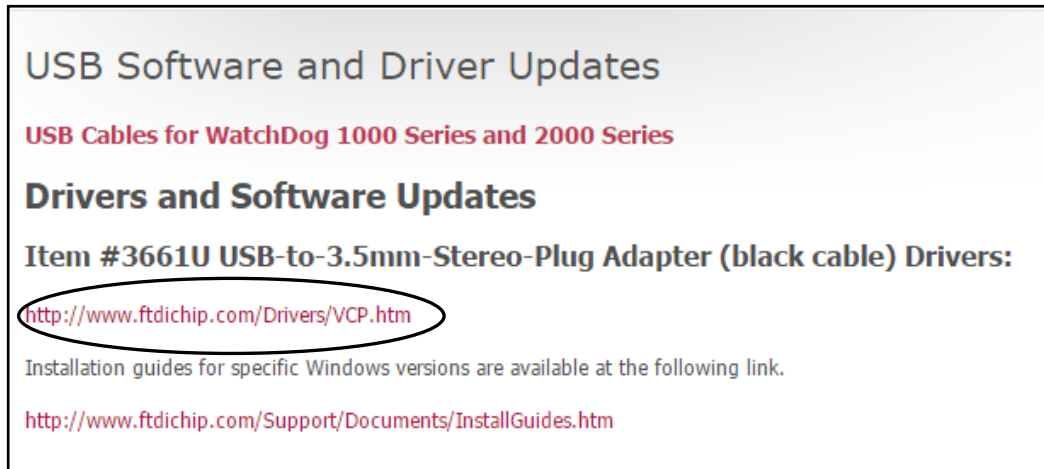 USB Software and Driver Updates
USB Cables for WatchDog 1000 Series and 2000 Series
Drivers and Software Updates
Item #3661U USB-to-3.5mm-Stereo-Plug Adapter (black cable) Drivers:
http://www.ftdichip.com/Drivers/VCP.htm
Installation guides for specific Windows versions are available at the following link.
http://www.ftdichip.com/Support/Documents/InstallGuides.htm